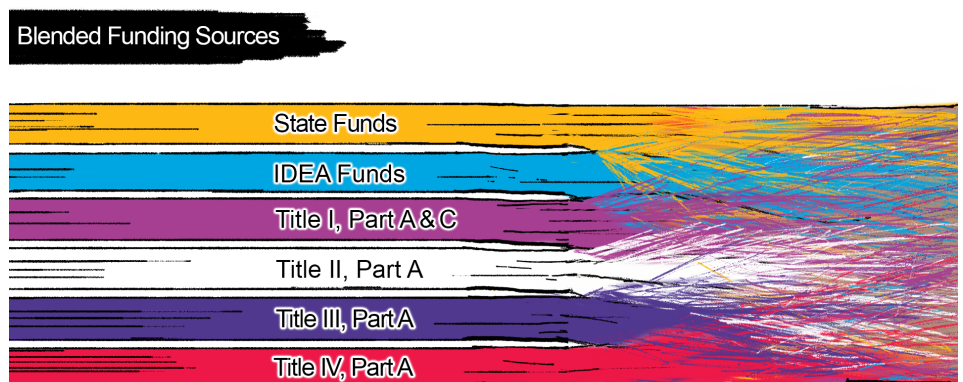 Blended Funding Sources
State Funds
IDEA Funds
Title I, Part A & C
Title II, Part A
Title III, Part A
Title IV, Part A